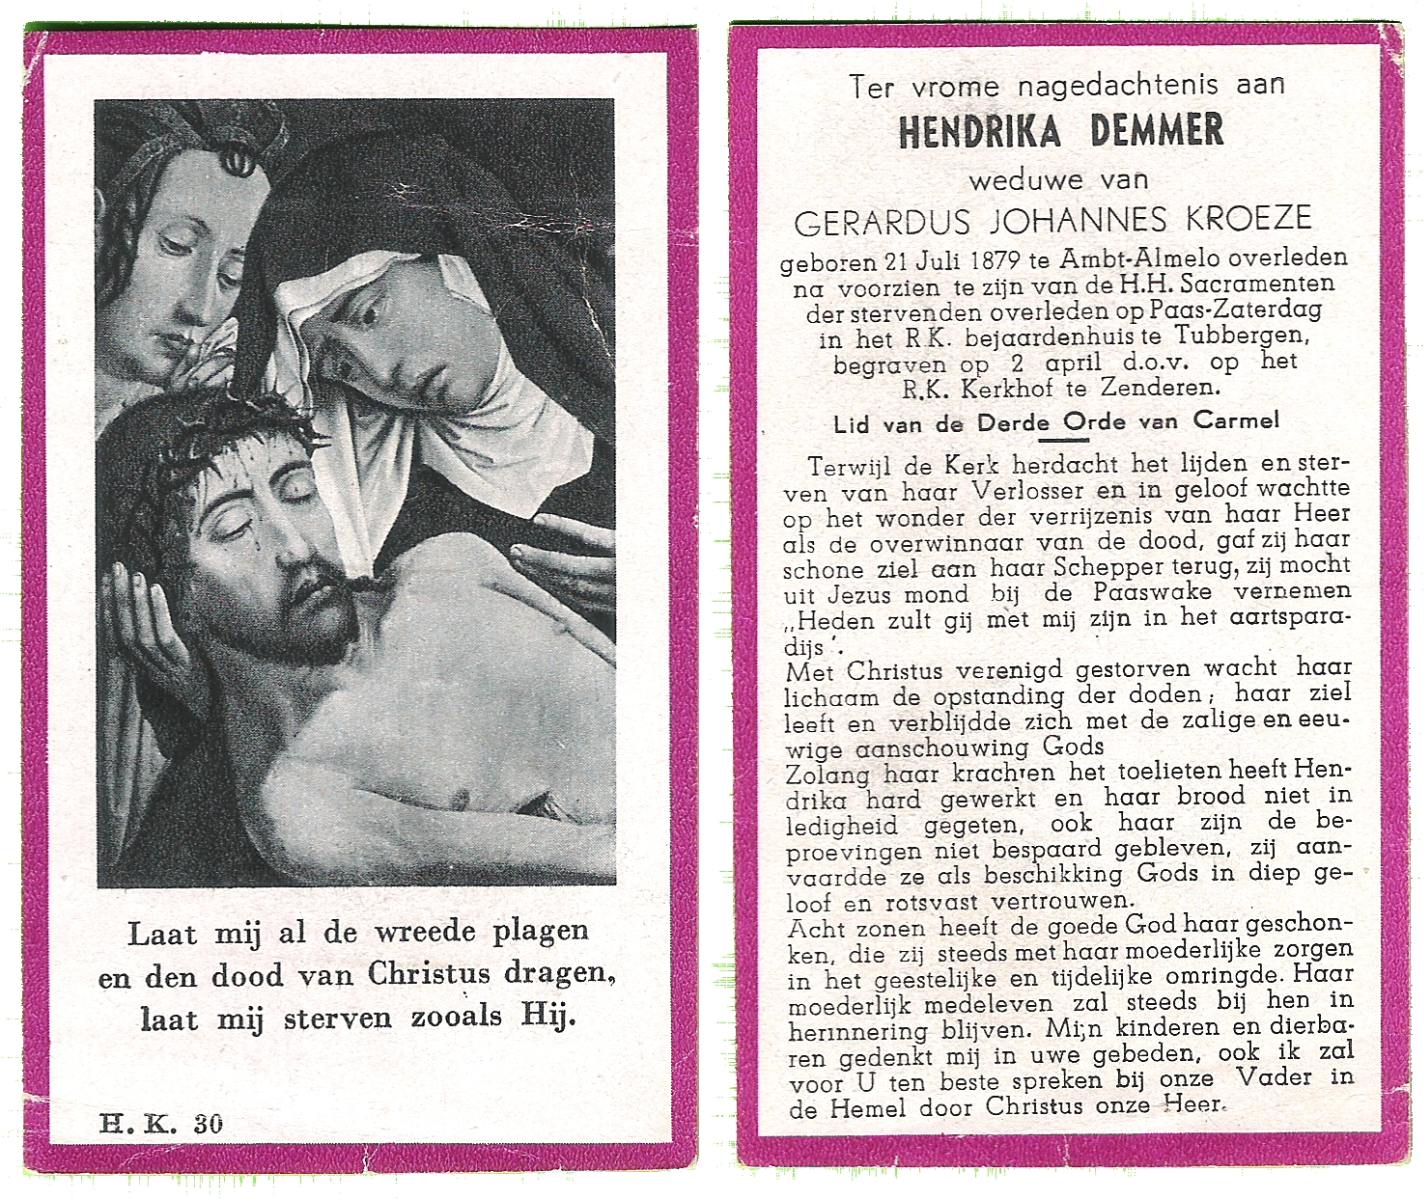 Laat mij al de wreede plagen
en den dood van Christus dragen,
laat mij sterven zooals Hij.
H. K. 30
Ter vrome nagedachtenis aan
HENDRIKA DEMMER
weduwe van
GERARDUS JOHANNES KROEZE
geboren 21 Juli 1879 te Ambt-Almelo overleden
na voorzien te zijn van de H.H. Sacramenten
der stervenden overleden op Paas-Zaterdag
in het R.K. bejaardenhuis te Tubbergen,
begraven op 2 april d.o.v. op het
R.K. Kerkhof te Zenderen.
Lid van de Derde Orde van Carmel
Terwijl de Kerk herdacht het lijden en ster-
ven van haar Verlosser en in geloof wachtte
op het wonder der verrijzenis van haar Heer
als de overwinnaar van de dood, gaf zij haar
schone ziel aan haar Schepper terug, zij mocht
uit Jezus mond bij de Paaswake vernemen
„Heden zult gij met mij zijn in het aartspara-
dijs'.
Met Christus verenigd gestorven wacht haar
lichaam de opstanding der doden; haar ziel
leeft en verblijdde zich met de zalige en eeu-
wige aanschouwing Gods
Zolang haar krachten het toelieten heeft Hen-
drika hard gewerkt en haar brood niet in
ledigheid gegeten, ook haar zijn de be-
proevingen niet bespaard gebleven, zij aan-
vaardde ze als beschikking Gods in diep ge-
loof en rotsvast vertrouwen.
Acht zonen heeft de goede God haar geschon-
ken, die zij steeds met haar moederlijke zorgen
in het geestelijke en tijdelijke omringde. Haar
moederlijk medeleven zal steeds bij hen in
herinnering blijven. Mijn kinderen en dierba-
ren gedenkt mij in uwe gebeden, ook ik zal
voor U ten beste spreken bij onze Vader in
de Hemel door Christus onze Heer.